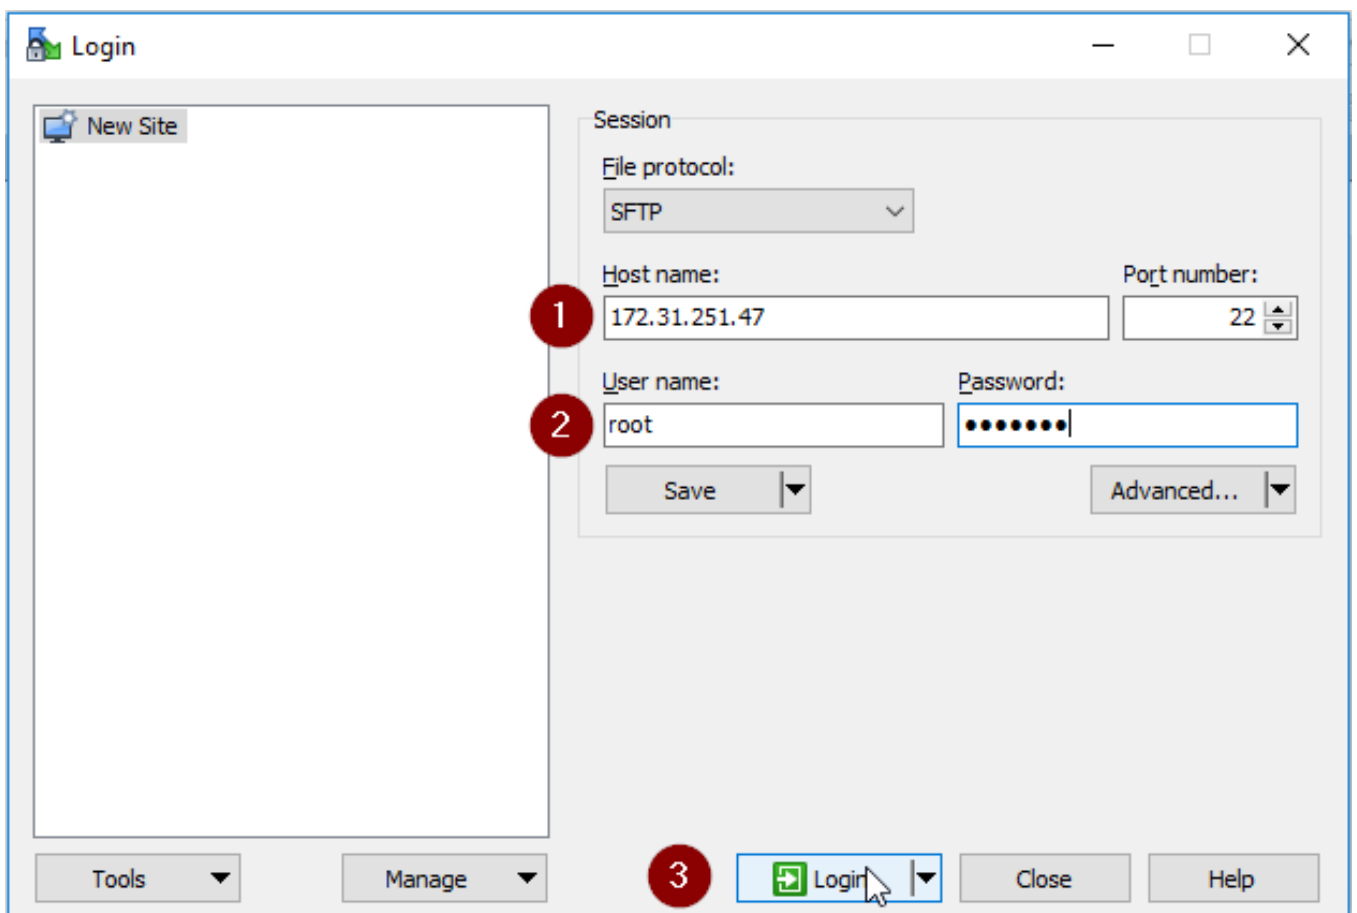 Login
New Site
Session
File protocol:
SFTP
Host name:
Port number:
1
172.31.251.47
22
User name:
Password:
2
root
•••••••
Save
Advanced...
Tools
Manage
3
Login
Close
Help